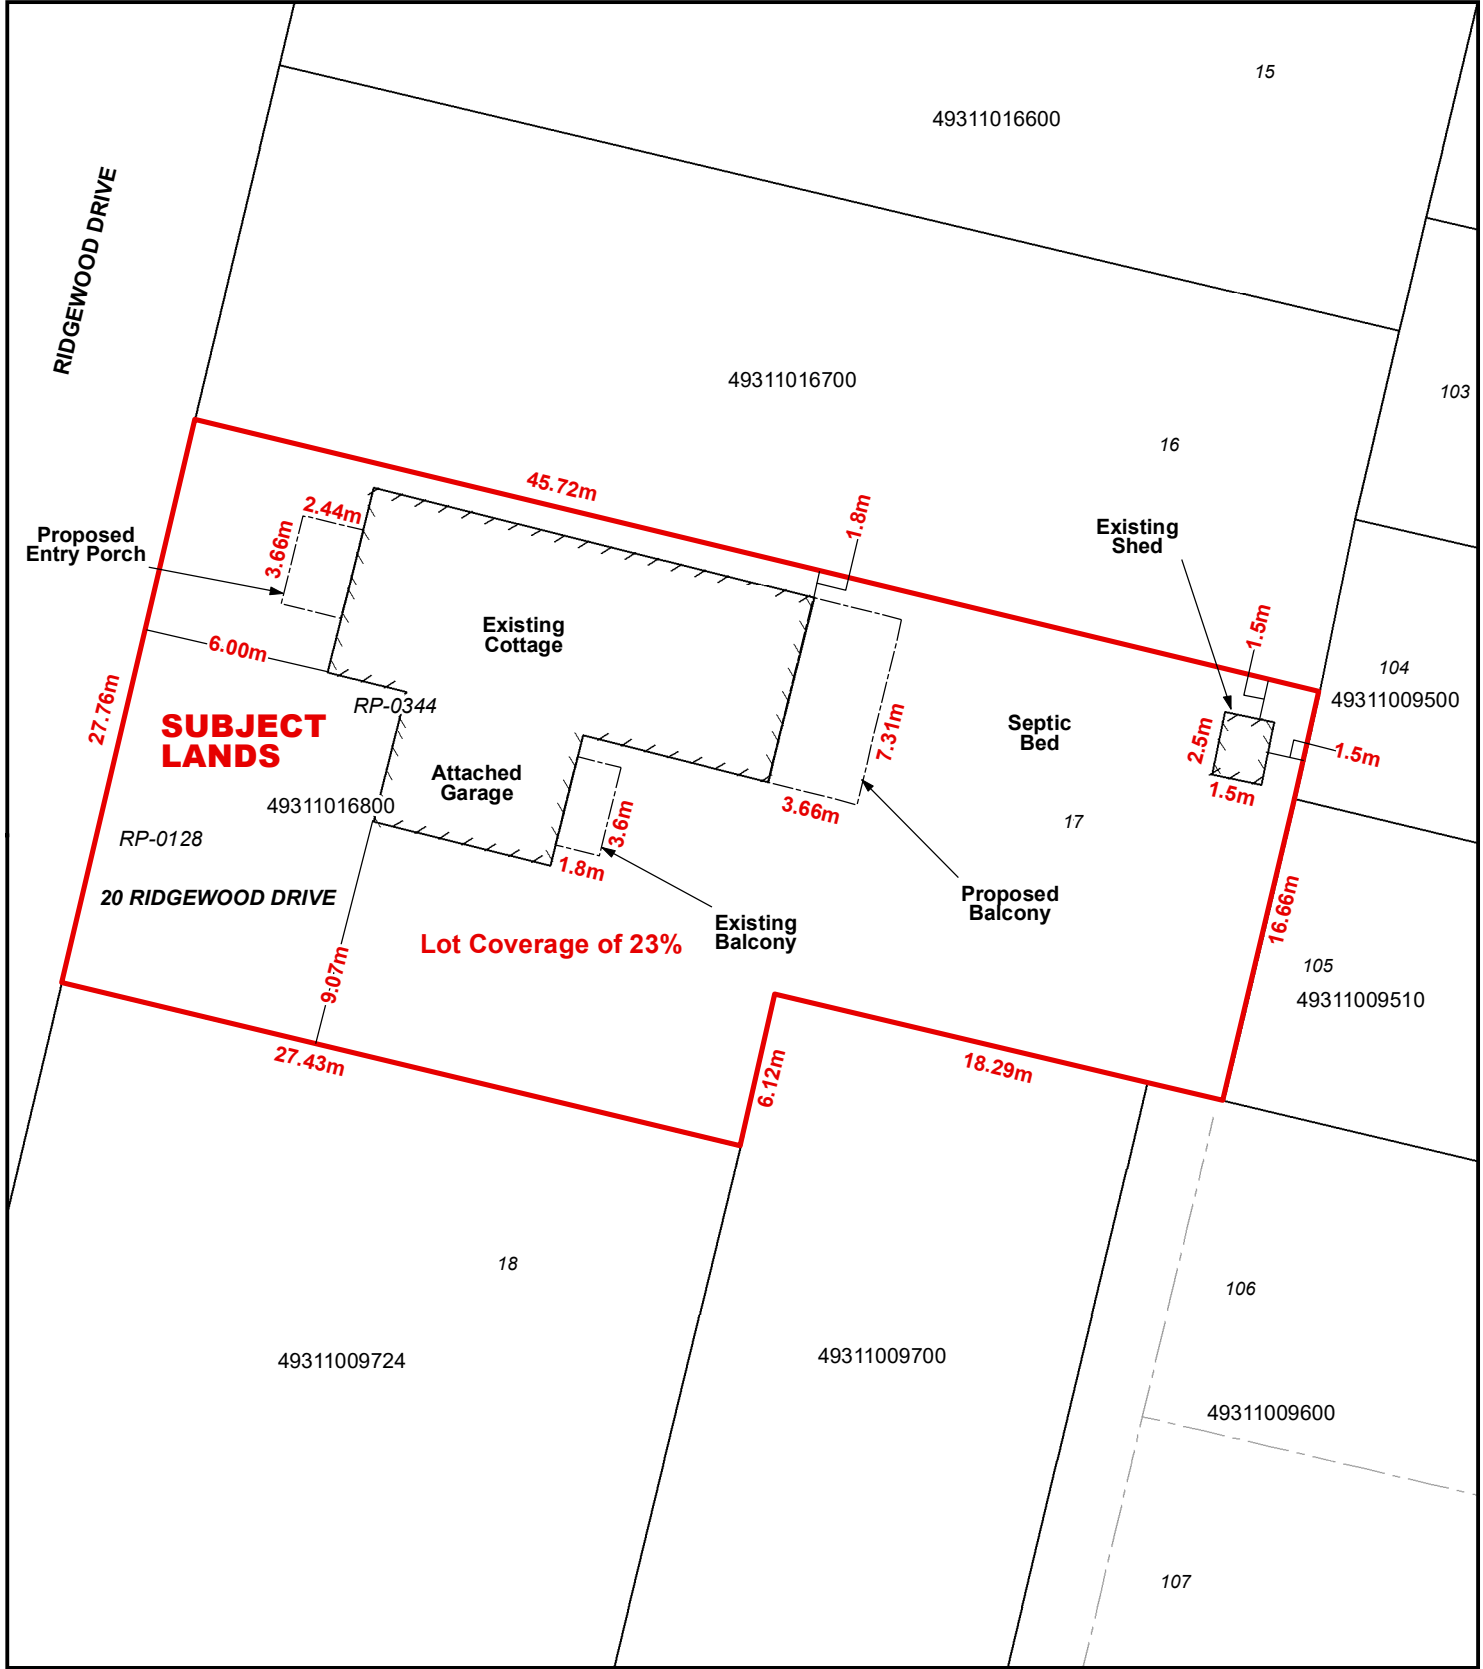 15
49311016600
RIDGEWOOD DRIVE
103
49311016700
16
45.72m
2.44m
1.8m
Existing
Shed
Proposed
Entry Porch
3.66m
Existing
Cottage
1.5m
6.00m
104
49311009500
27.76m
RP-0344
SUBJECT
LANDS
7.31m
Septic
Bed
2.5m
1.5m
Attached
Garage
49311016800
3.6m
3.66m
1.5m
17
RP-0128
1.8m
20 RIDGEWOOD DRIVE
Proposed
Balcony
16.66m
Existing
Balcony
Lot Coverage of 23%
9.07m
105
49311009510
27.43m
6.12m
18.29m
18
106
49311009724
49311009700
49311009600
107